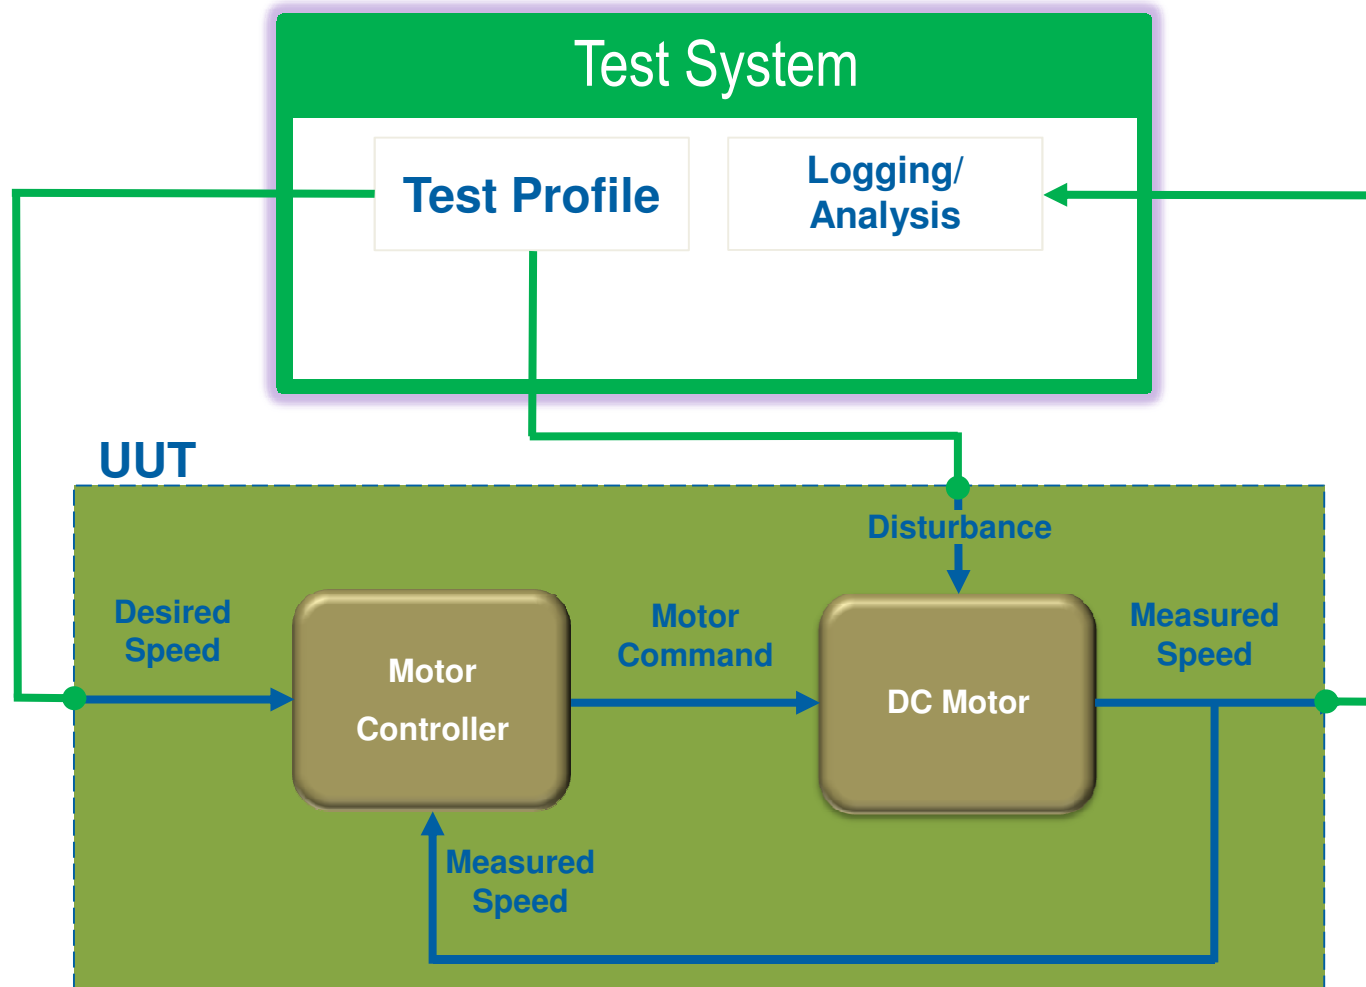 Test System
Test Profile
Logging/
Analysis
UUT
Disturbance
Desired
Speed
Motor
Command
Measured
Speed
Motor
Controller
DC Motor
Measured
Speed